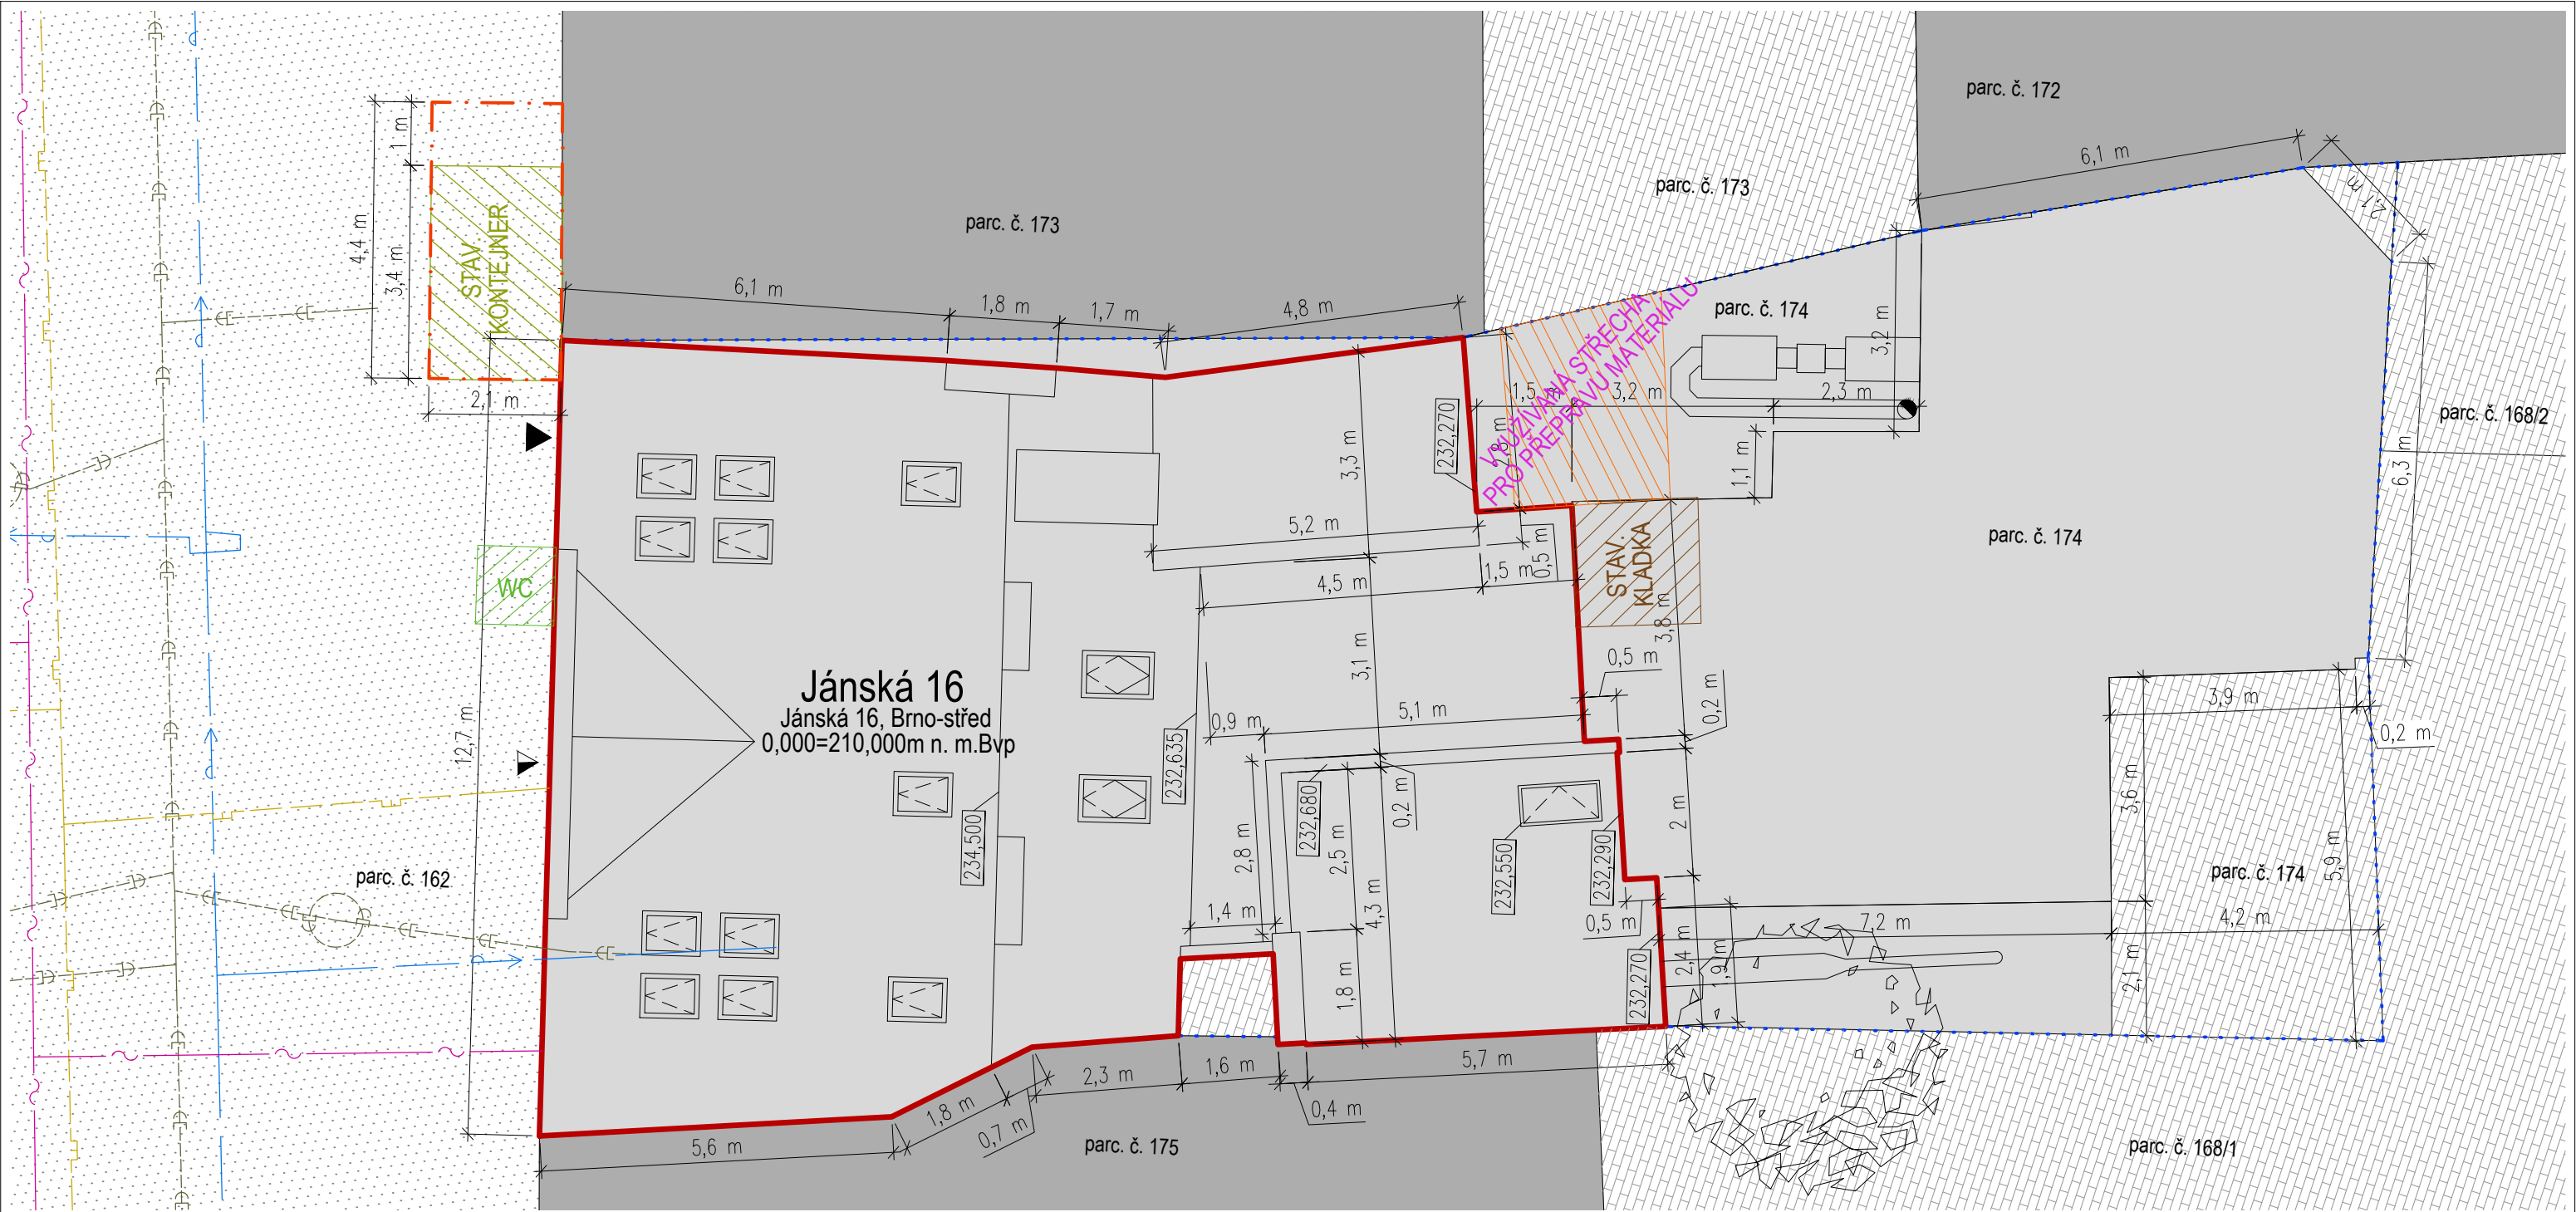 parc. č. 172
6,1 m
2,1 m
1 m
4,4 m
3,4 m
STAV.
KONTEJNER
2,1 m
parc. č. 173
parc. č. 173
6,1 m
1,8 m
1,7 m
4,8 m
VYUŽÍVANÁ STŘECHA
PRO PŘEPRAVU MATERIÁLU
parc. č. 174
3,2 m
1,5 m
3,2 m
2,3 m
2,8 m
1,1 m
parc. č. 168/2
6,3 m
232,270
3,3 m
5,2 m
0,5 m
1,5 m
4,5 m
STAV.
KLADKA
3,8 m
parc. č. 174
WC
3,1 m
0,5 m
0,2 m
Jánská 16
Jánská 16, Brno-střed
0,000=210,000m n. m.Bvp
12,7 m
0,9 m
5,1 m
232,635
3,9 m
0,2 m
234,500
232,680
0,2 m
2,8 m
2,5 m
4,3 m
232,550
232,290
2 m
3,6 m
5,9 m
parc. č. 174
parc. č. 162
1,4 m
0,5 m
7,2 m
4,2 m
1,8 m
232,270
2,4 m
1,9 m
2,1 m
5,6 m
1,8 m
0,7 m
2,3 m
1,6 m
0,4 m
5,7 m
parc. č. 175
parc. č. 168/1